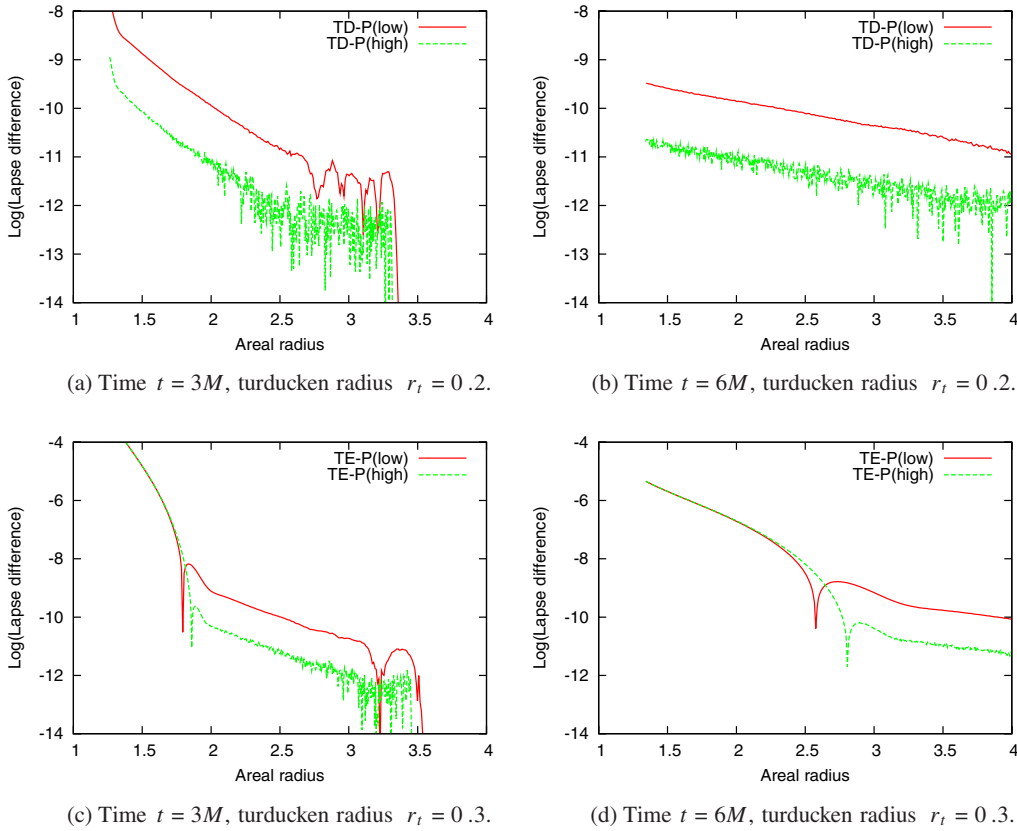 -8
-9
-10
-11
-12
-13
-14
1 1.5 2 2.5 3 3.5 4
Log(Lapse difference)
Areal radius
TD-P(low)
TD-P(high)
(a) Time t = 3M, turducken radius r_t = 0.2.
-8
-9
-10
-11
-12
-13
-14
1 1.5 2 2.5 3 3.5 4
Log(Lapse difference)
Areal radius
TD-P(low)
TD-P(high)
(b) Time t = 6M, turducken radius r_t = 0.2.
-4
-6
-8
-10
-12
-14
1 1.5 2 2.5 3 3.5 4
Log(Lapse difference)
Areal radius
TE-P(low)
TE-P(high)
(c) Time t = 3M, turducken radius r_t = 0.3.
-4
-6
-8
-10
-12
-14
1 1.5 2 2.5 3 3.5 4
Log(Lapse difference)
Areal radius
TE-P(low)
TE-P(high)
(d) Time t = 6M, turducken radius r_t = 0.3.